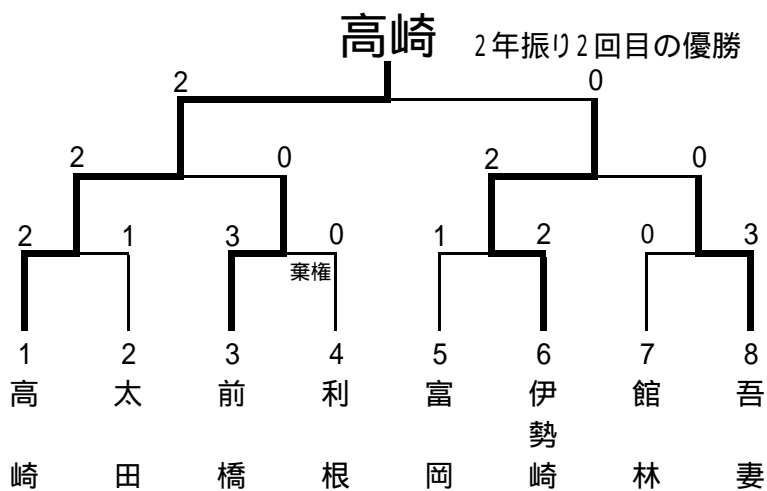 高崎 2年振り2回目の優勝
2 0
2 0 2 0
2 1 3 0 1 2 0 3
棄権
1 2 3 4 5 6 7 8
高崎 太田 前橋 利根 富岡 伊勢崎 館林 吾妻